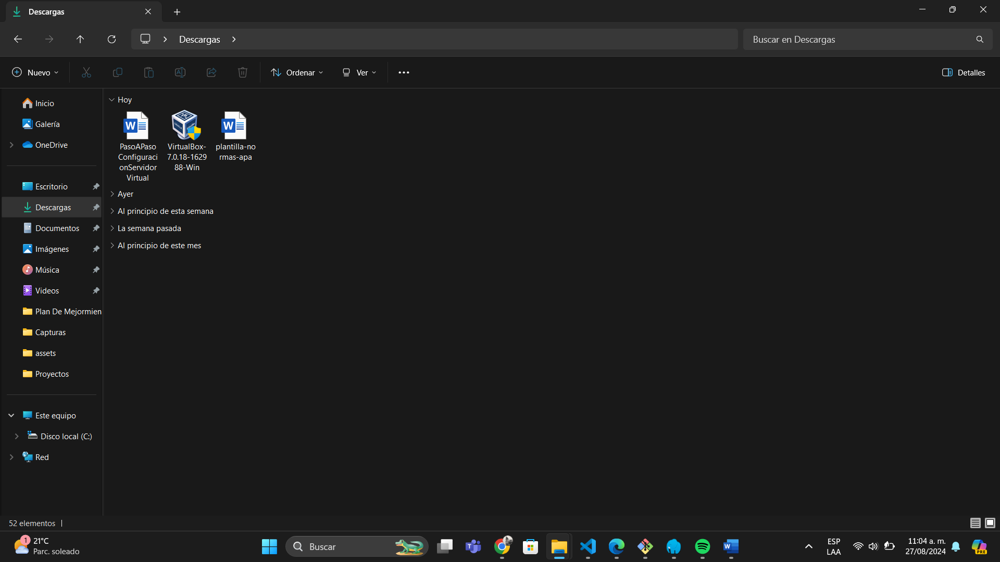 Descargas
Descargas
Buscar en Descargas
Nuevo
Ordenar
Ver
Detalles
Inicio
Galería
OneDrive
Escritorio
Descargas
Documentos
Imágenes
Música
Videos
Plan De Mejormien
Capturas
assets
Proyectos
Este equipo
Disco local (C:)
Red
Hoy
PasoAPaso
Configuraci
onServidor
Virtual
VirtualBox-
7.0.18-1629
88-Win
plantilla-no
rmas-apa
Ayer
Al principio de esta semana
La semana pasada
Al principio de este mes
52 elementos
1
21°C
Parc. soleado
Buscar
ESP
LAA
11:04 a. m.
27/08/2024
PRE